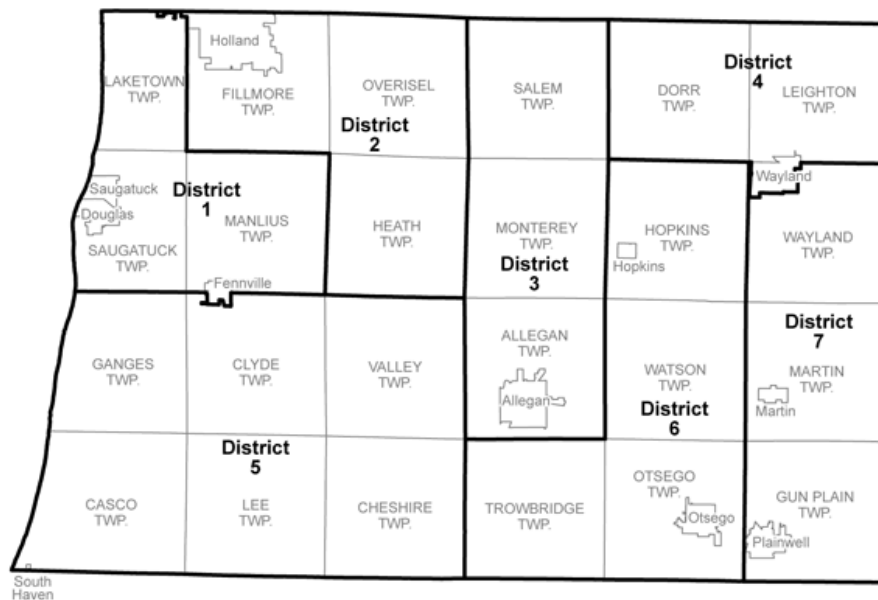 Holland
LAKETOWN
TWP.
FILLMORE
TWP.
OVERISEL
TWP.
District
2
SALEM
TWP.
DORR
TWP.
District
4
LEIGHTON
TWP.
Saugatuck
Douglas
SAUGATUCK
TWP.
District
1
MANLIUS
TWP.
Fennville
HEATH
TWP.
MONTEREY
TWP.
District
3
HOPKINS
TWP.
Hopkins
Wayland
WAYLAND
TWP.
GANGES
TWP.
CLYDE
TWP.
VALLEY
TWP.
ALLEGAN
TWP.
Allegan
WATSON
TWP.
District
6
District
7
MARTIN
TWP.
Martin
CASCO
TWP.
District
5
LEE
TWP.
CHESHIRE
TWP.
TROWBRIDGE
TWP.
OTSEGO
TWP.
Otsego
GUN PLAIN
TWP.
Plainwell
South
Haven